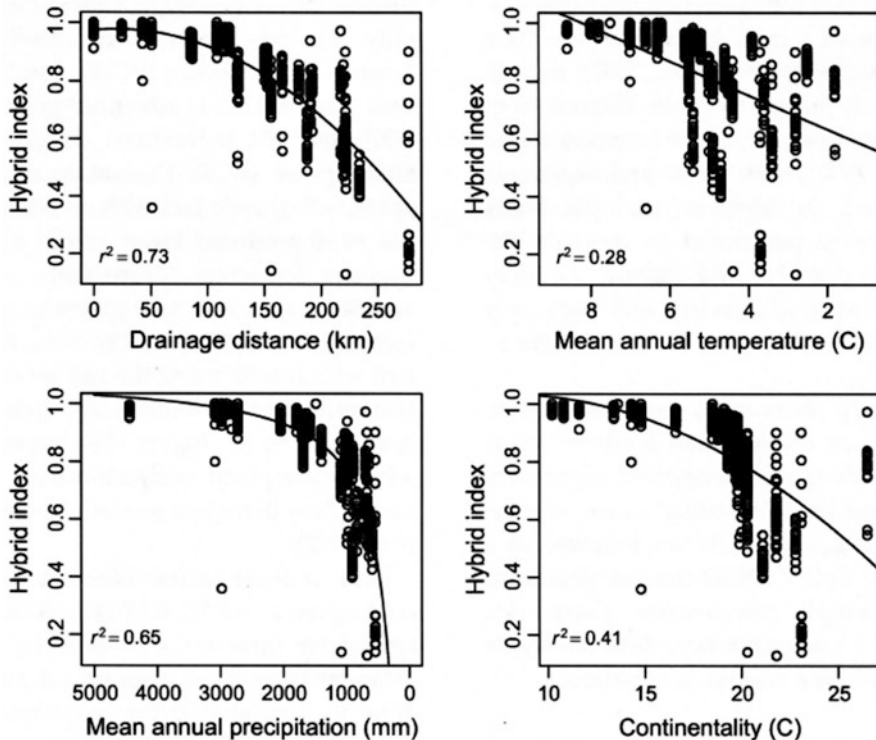 Hybrid index
1.0
0.8
0.6
0.4
0.2
r² = 0.73
0 50 100 150 200 250
Drainage distance (km)
Hybrid index
1.0
0.8
0.6
0.4
0.2
r² = 0.28
8 6 4 2
Mean annual temperature (C)
Hybrid index
1.0
0.8
0.6
0.4
0.2
r² = 0.65
5000 4000 3000 2000 1000 0
Mean annual precipitation (mm)
Hybrid index
1.0
0.8
0.6
0.4
0.2
r² = 0.41
10 15 20 25
Continentality (C)